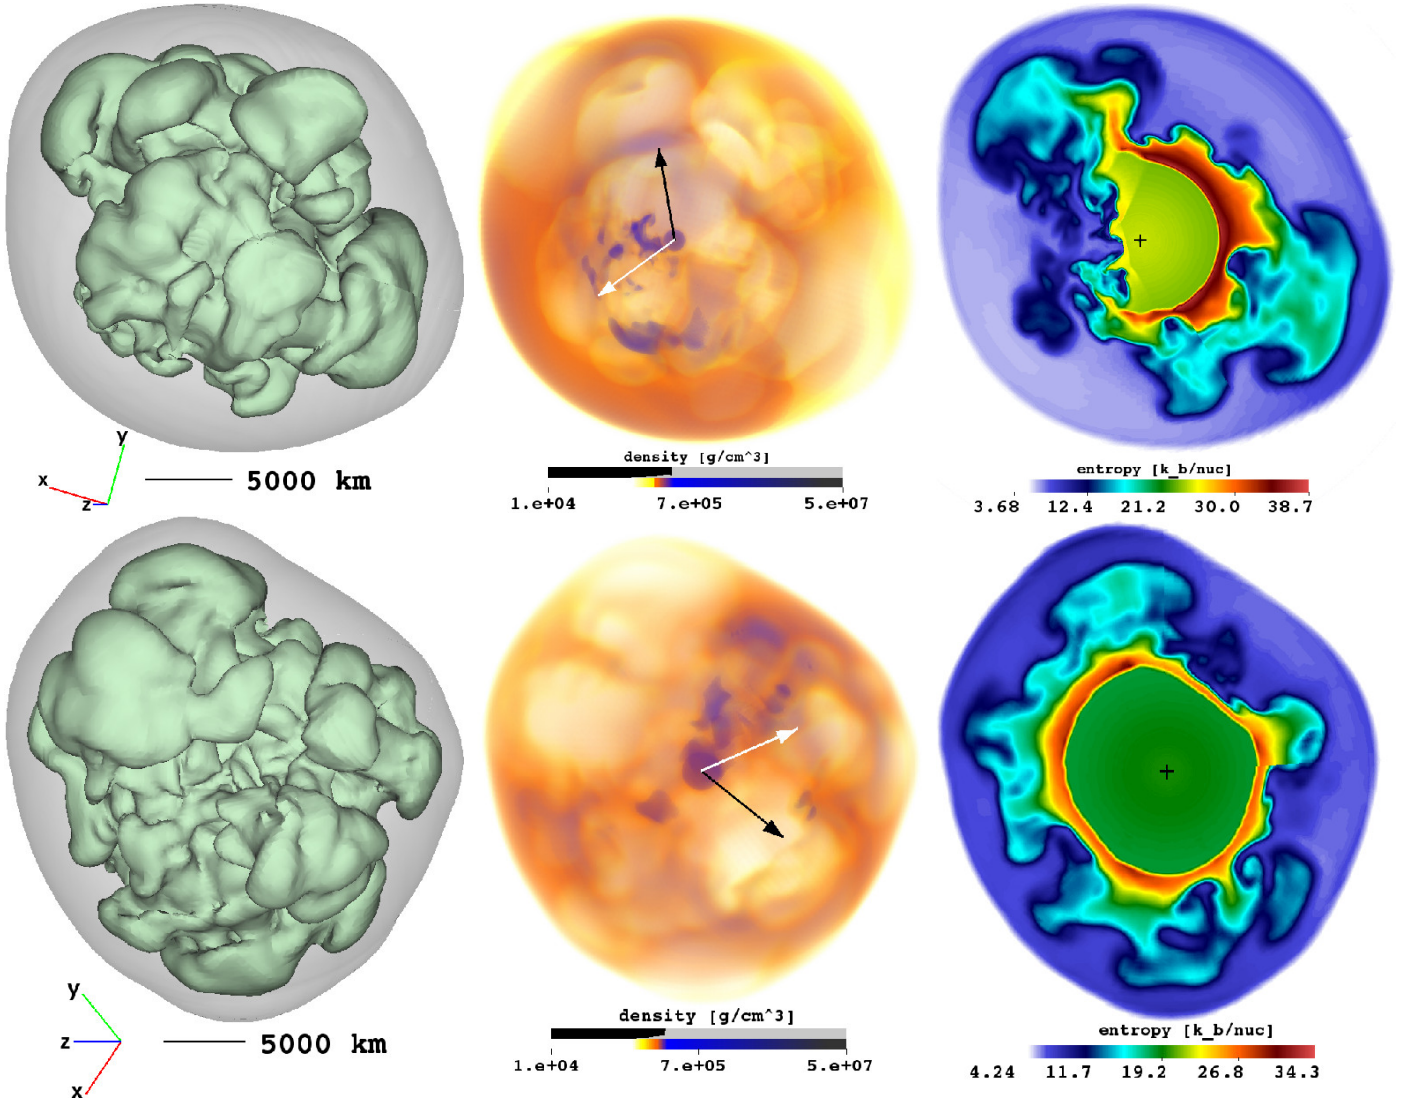 y
x
z
5000 km
density [g/cm^3]
1.e+04 7.e+05 5.e+07
entropy [k_b/nuc]
3.68 12.4 21.2 30.0 38.7
y
z
x
5000 km
density [g/cm^3]
1.e+04 7.e+05 5.e+07
entropy [k_b/nuc]
4.24 11.7 19.2 26.8 34.3